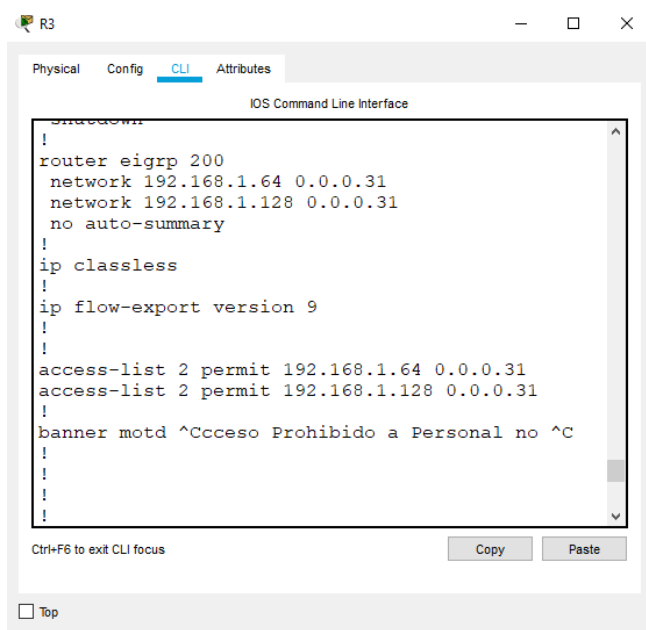 R3
Physical Config CLI Attributes
IOS Command Line Interface
shutdown
!
router eigrp 200
network 192.168.1.64 0.0.0.31
network 192.168.1.128 0.0.0.31
no auto-summary
!
ip classless
!
ip flow-export version 9
!
!
access-list 2 permit 192.168.1.64 0.0.0.31
access-list 2 permit 192.168.1.128 0.0.0.31
!
banner motd ^Ccceso Prohibido a Personal no ^C
!
!
!
!
Ctrl+F6 to exit CLI focus
Copy Paste
Top